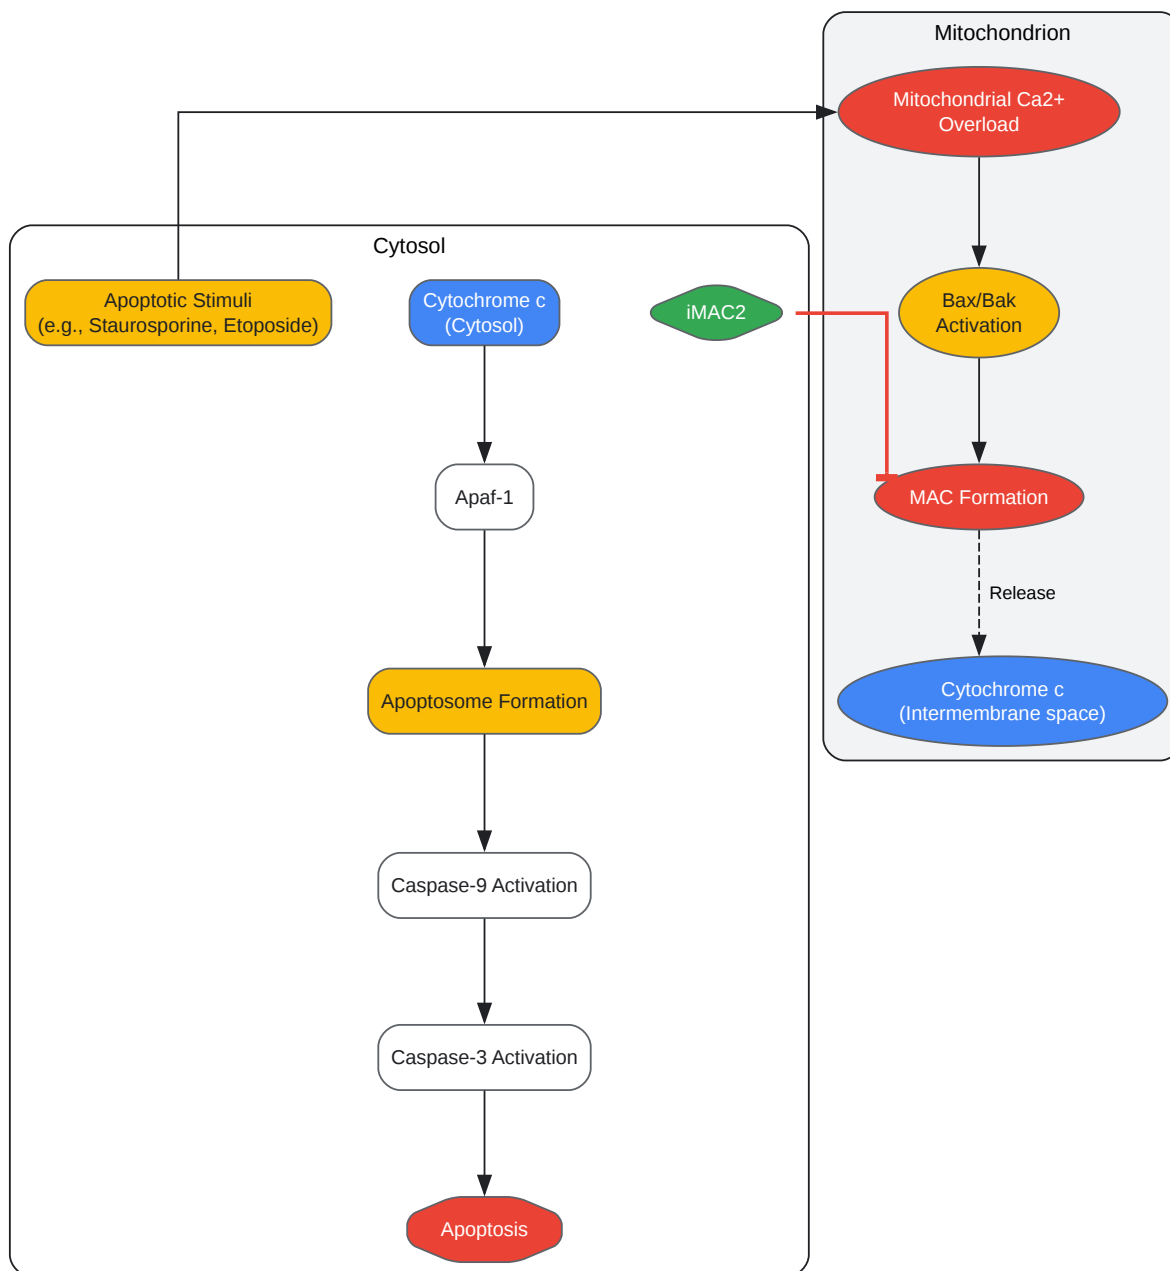 Mitochondrion
Mitochondrial Ca2+
Overload
Cytosol
Apoptotic Stimuli
(e.g., Staurosporine, Etoposide)
Cytochrome c
(Cytosol)
iMAC2
Bax/Bak
Activation
Apaf-1
MAC Formation
Release
Apoptosome Formation
Cytochrome c
(Intermembrane space)
Caspase-9 Activation
Caspase-3 Activation
Apoptosis